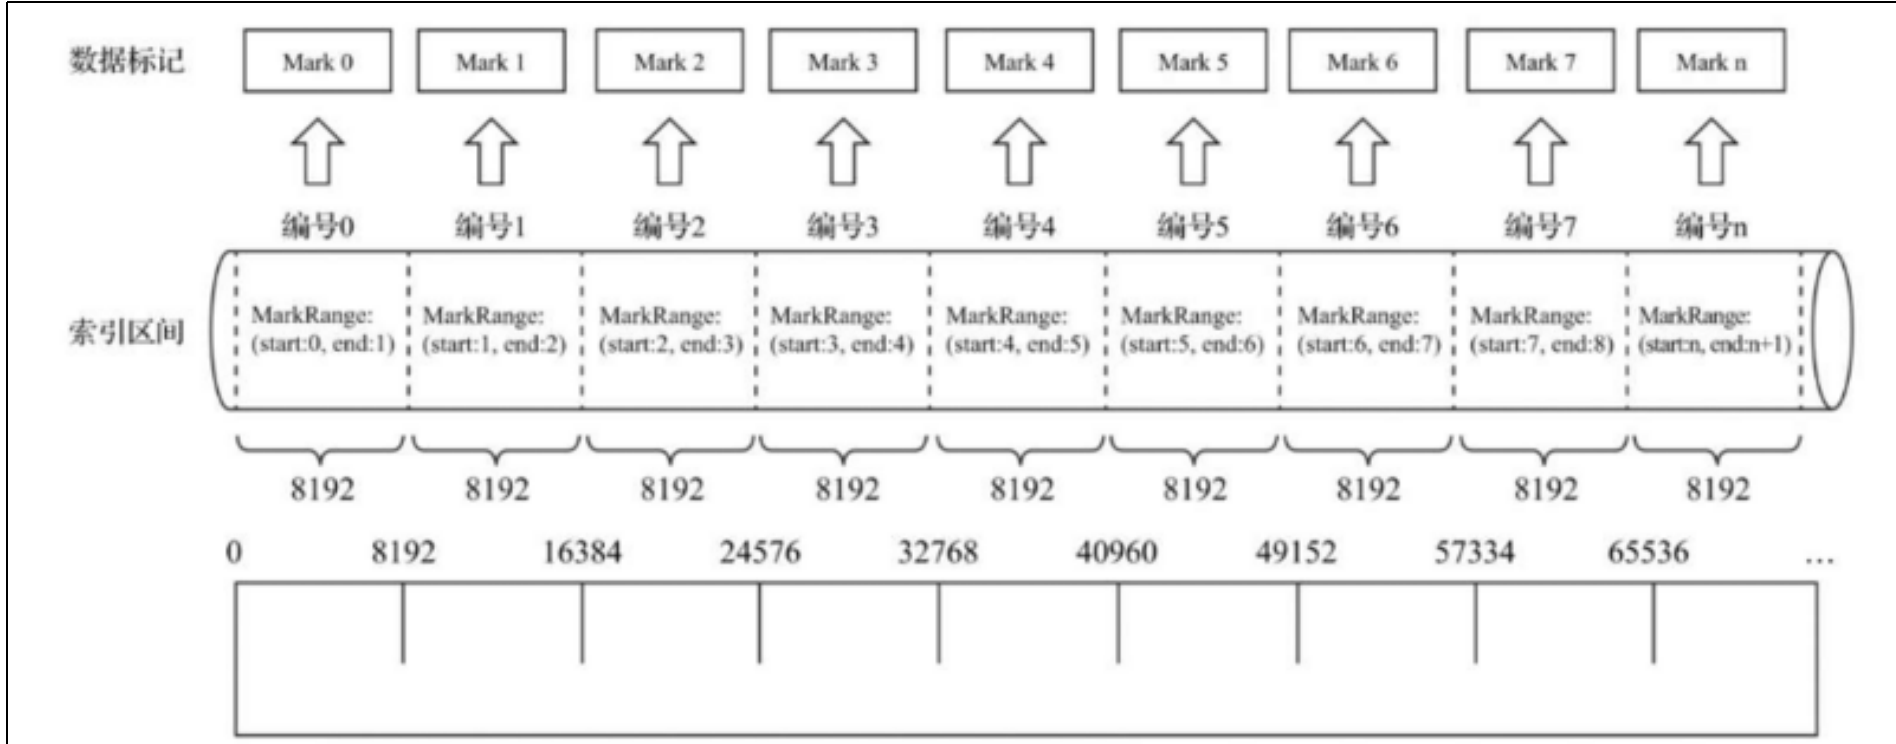 数据标记 Mark 0 Mark 1 Mark 2 Mark 3 Mark 4 Mark 5 Mark 6 Mark 7 Mark n
编号0 编号1 编号2 编号3 编号4 编号5 编号6 编号7 编号n
索引区间
MarkRange: MarkRange: MarkRange: MarkRange: MarkRange: MarkRange: MarkRange: MarkRange: MarkRange:
(start:0, end:1) (start:1, end:2) (start:2, end:3) (start:3, end:4) (start:4, end:5) (start:5, end:6) (start:6, end:7) (start:7, end:8) (start:n, end:n+1)
8192 8192 8192 8192 8192 8192 8192 8192 8192
0 8192 16384 24576 32768 40960 49152 57334 65536 ...